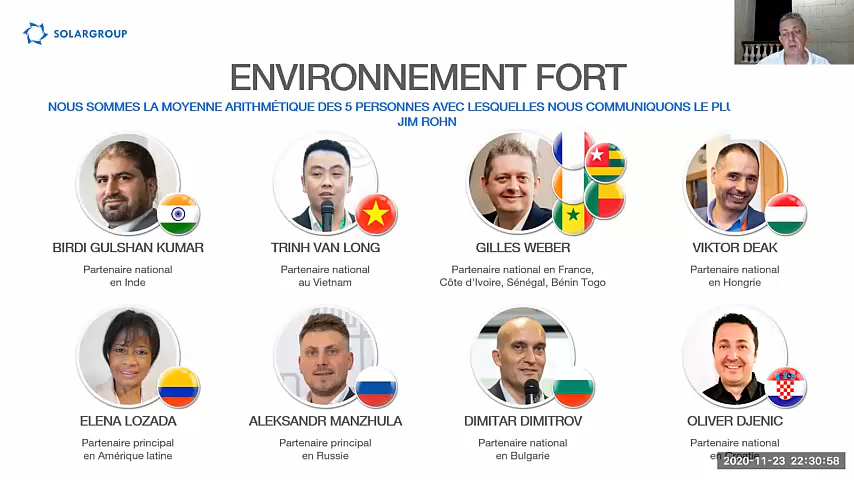 SOLARGROUP
ENVIRONNEMENT FORT
NOUS SOMMES LA MOYENNE ARITHMÉTIQUE DES 5 PERSONNES AVEC LESQUELLES NOUS COMMUNIQUONS LE
JIM ROHN
BIRDI GULSHAN KUMAR
Partenaire national
en Inde
TRINH VAN LONG
Partenaire national
au Vietnam
GILLES WEBER
Partenaire national en France,
Côte d'Ivoire, Sénégal, Bénin Togo
VIKTOR DEAK
Partenaire national
en Hongrie
ELENA LOZADA
Partenaire principal
en Amérique latine
ALEKSANDR MANZHULA
Partenaire principal
en Russie
DIMITAR DIMITROV
Partenaire national
en Bulgarie
OLIVER DJENIC
Partenaire national
en Croatie
2020-11-23 22:30:58